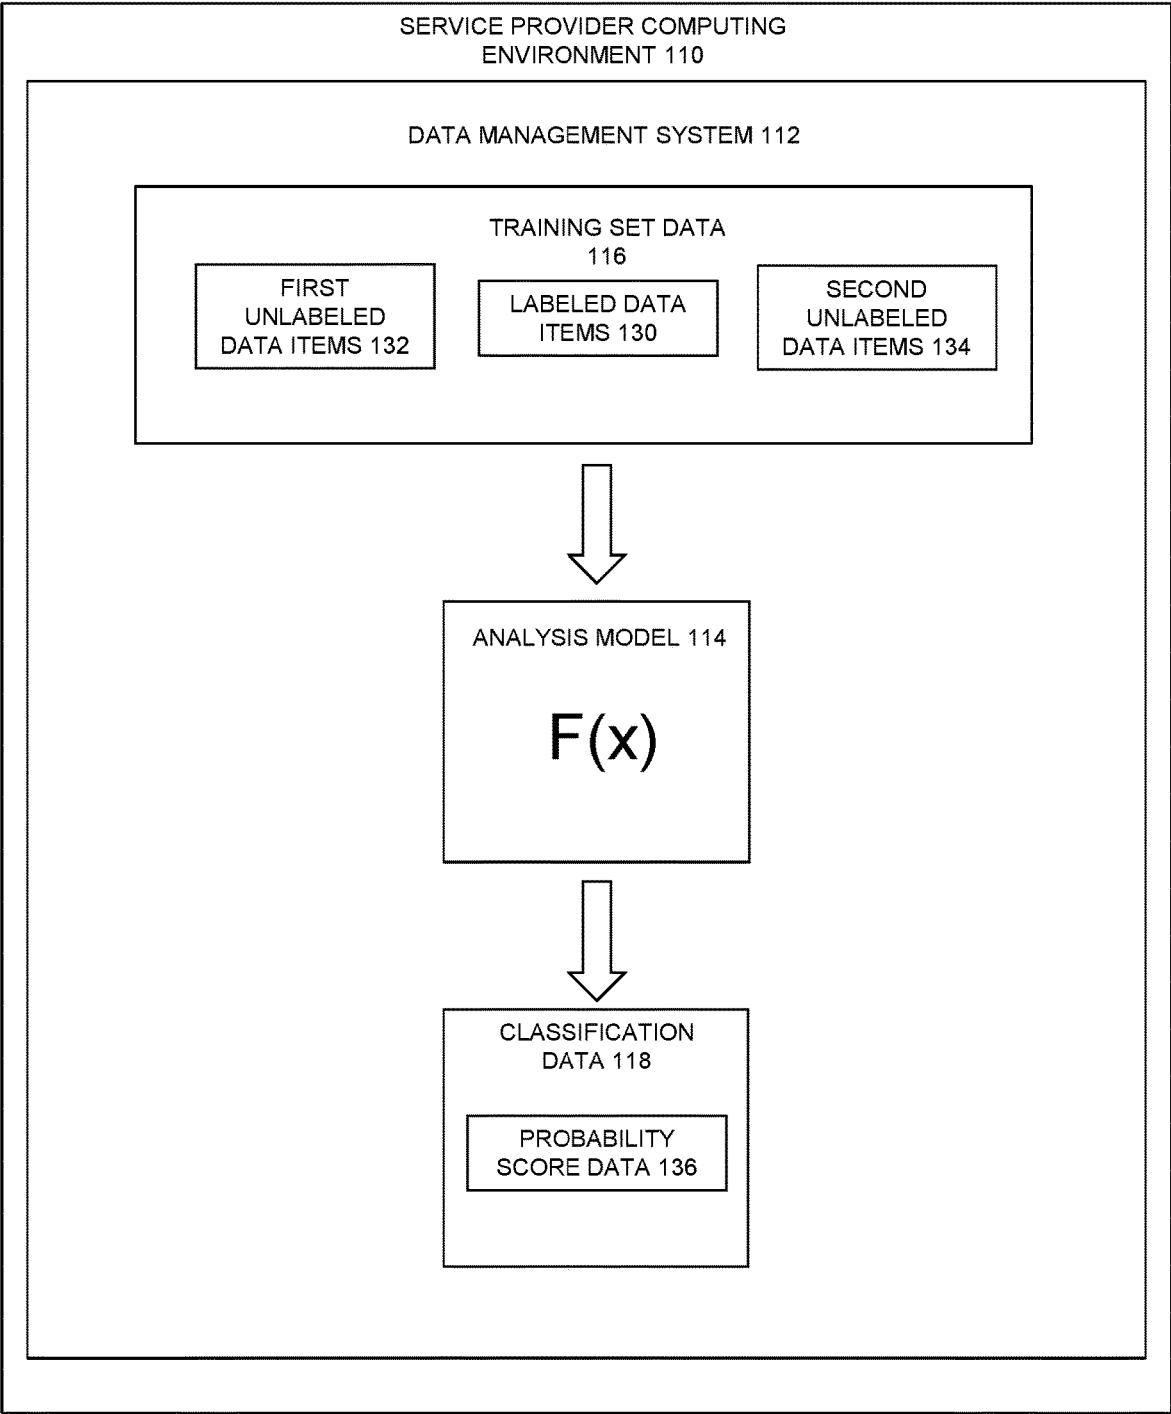 SERVICE PROVIDER COMPUTING
ENVIRONMENT 110
DATA MANAGEMENT SYSTEM 112
TRAINING SET DATA
116
FIRST
UNLABELED
DATA ITEMS 132
LABELED DATA
ITEMS 130
SECOND
UNLABELED
DATA ITEMS 134
ANALYSIS MODEL 114
F(x)
CLASSIFICATION
DATA 118
PROBABILITY
SCORE DATA 136